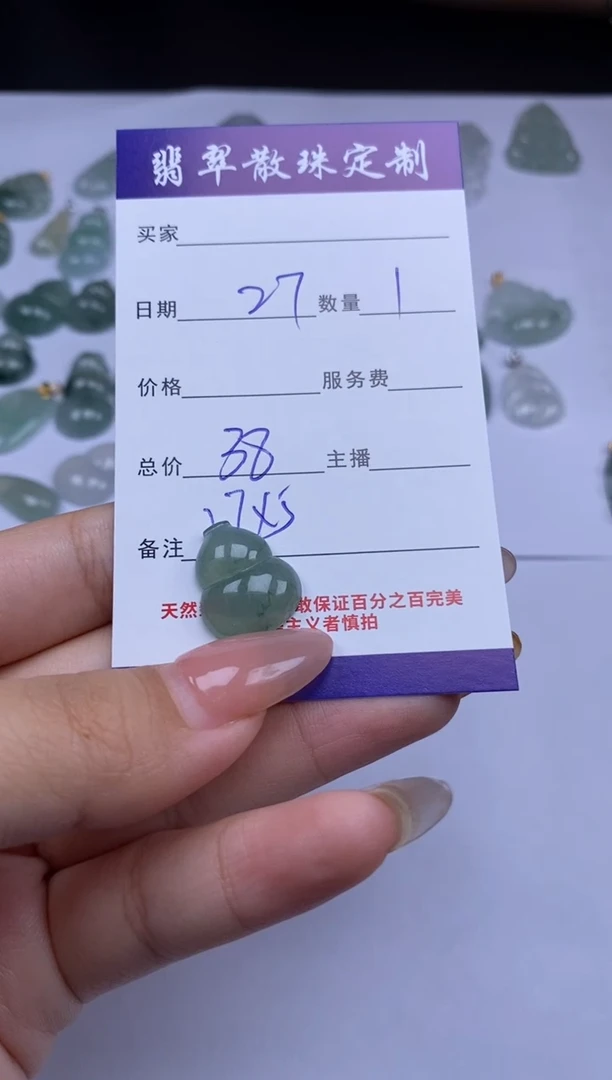 翡翠散珠定制
买家
日期 27 数量 1
价格 服务费
总价 38 主播
备注
天然 敢保证百分之百完美
主义者慎拍